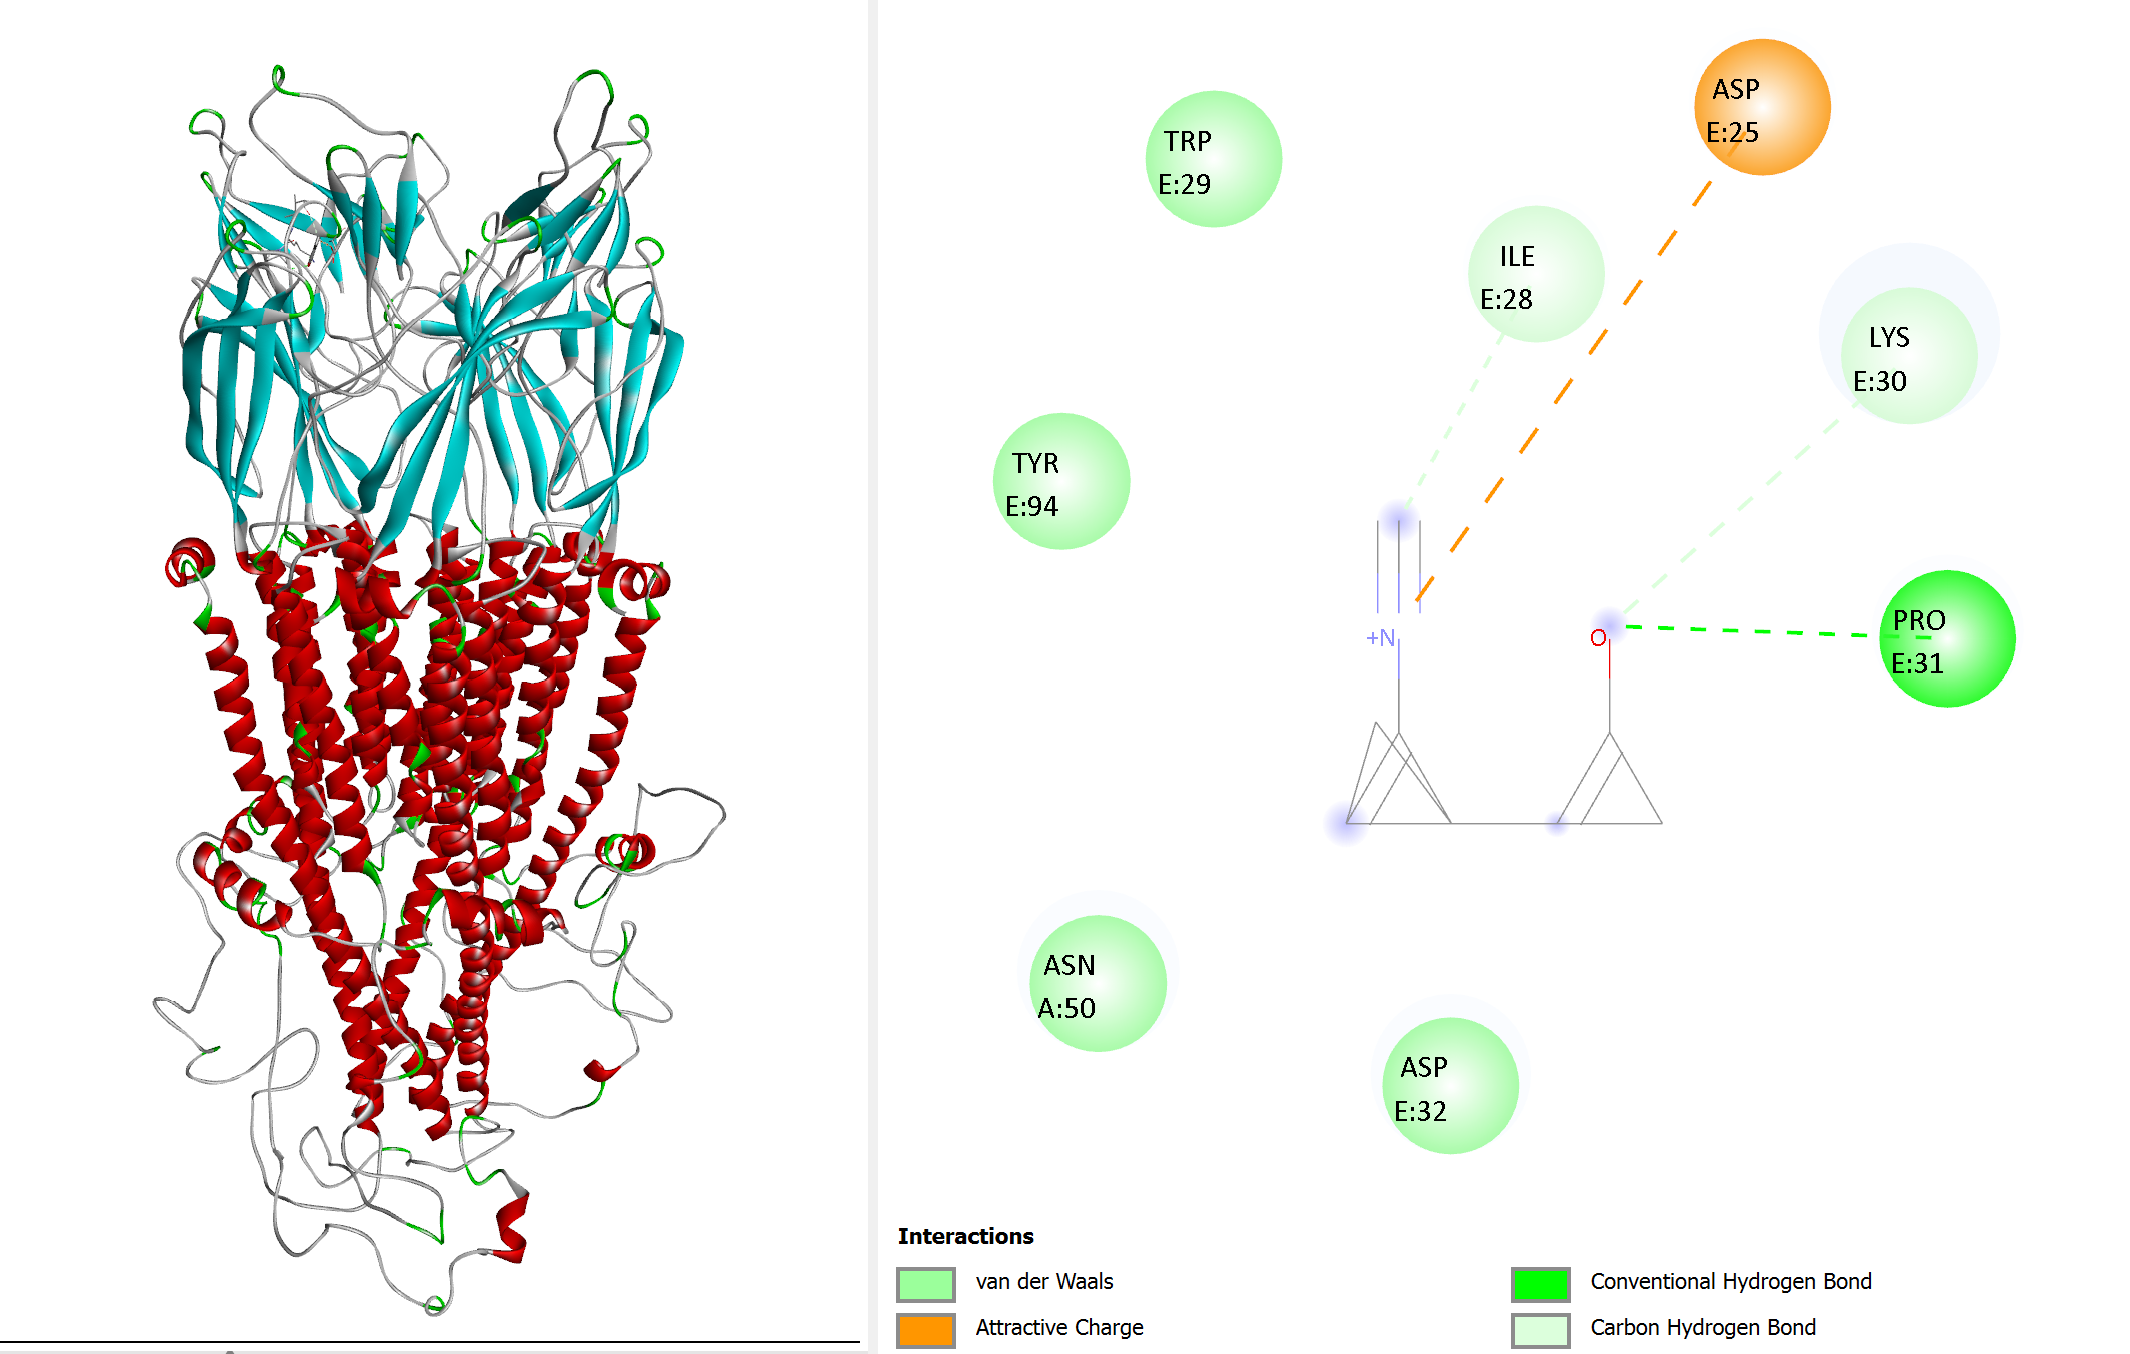 ASP
E:25
TRP
E:29
ILE
E:28
LYS
E:30
TYR
E:94
+N
O
PRO
E:31
ASN
A:50
ASP
E:32
Interactions
van der Waals
Attractive Charge
Conventional Hydrogen Bond
Carbon Hydrogen Bond